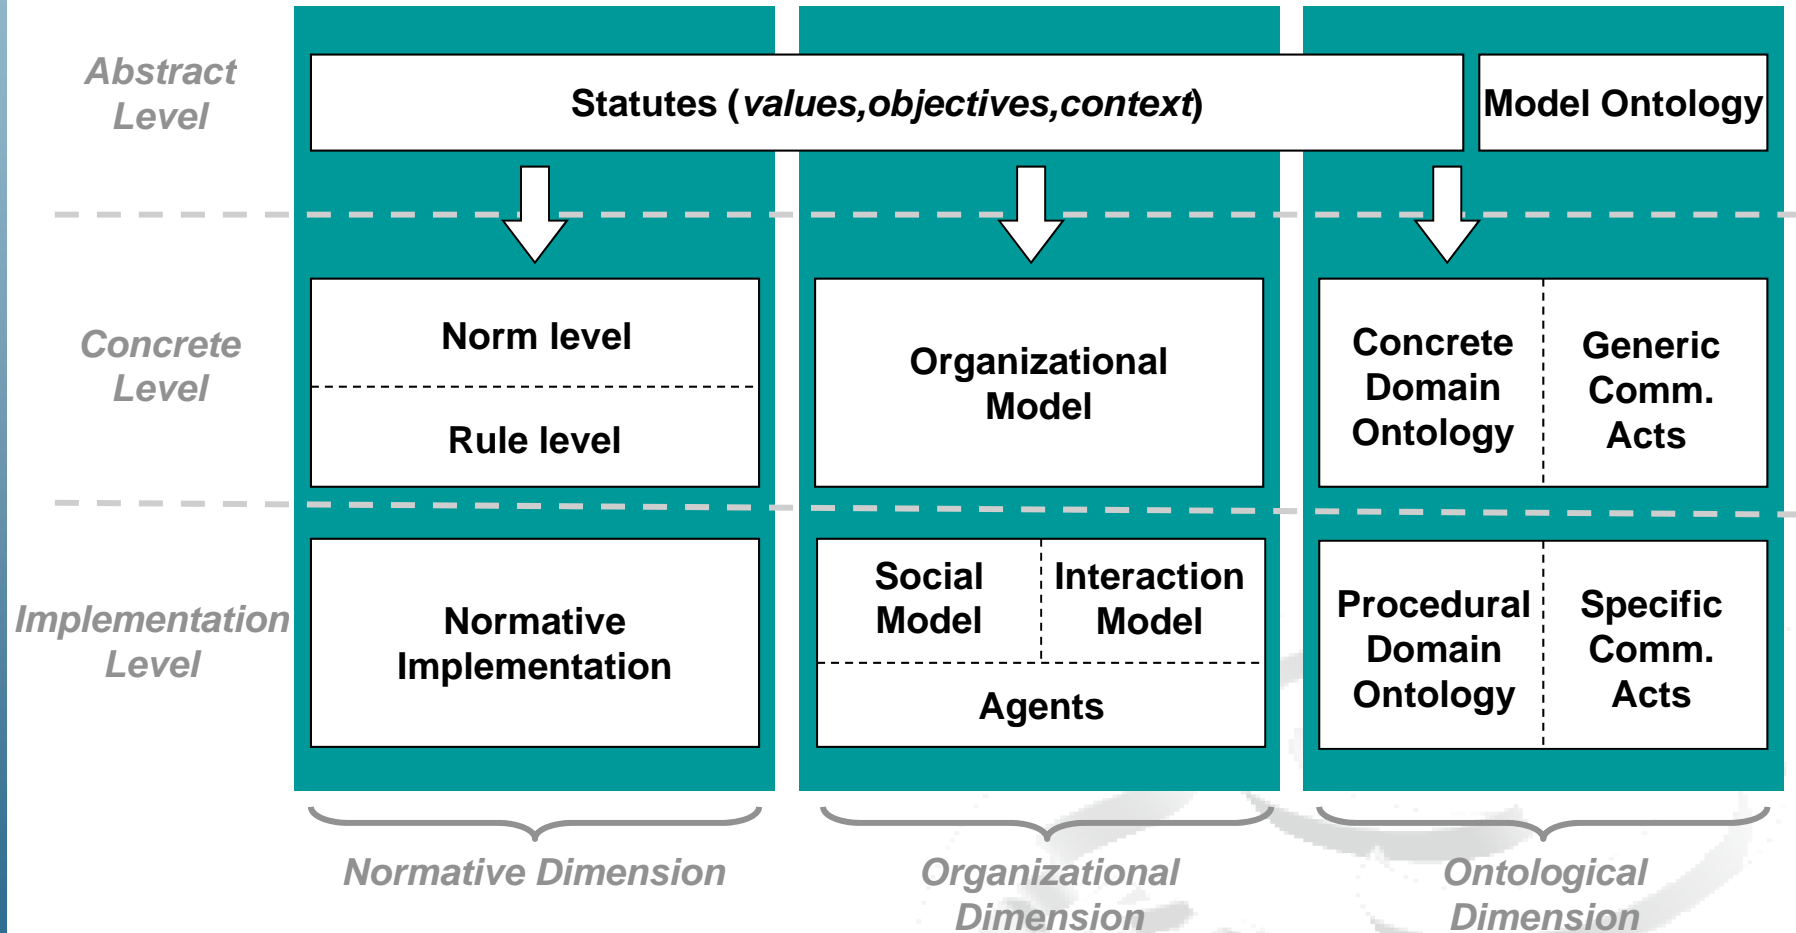 Abstract
Level
Statutes (values,objectives,context)
Model Ontology
Concrete
Level
Norm level
Rule level
Organizational
Model
Concrete
Domain
Ontology
Generic
Comm.
Acts
Implementation
Level
Normative
Implementation
Social
Model
Interaction
Model
Agents
Procedural
Domain
Ontology
Specific
Comm.
Acts
Normative Dimension
Organizational
Dimension
Ontological
Dimension